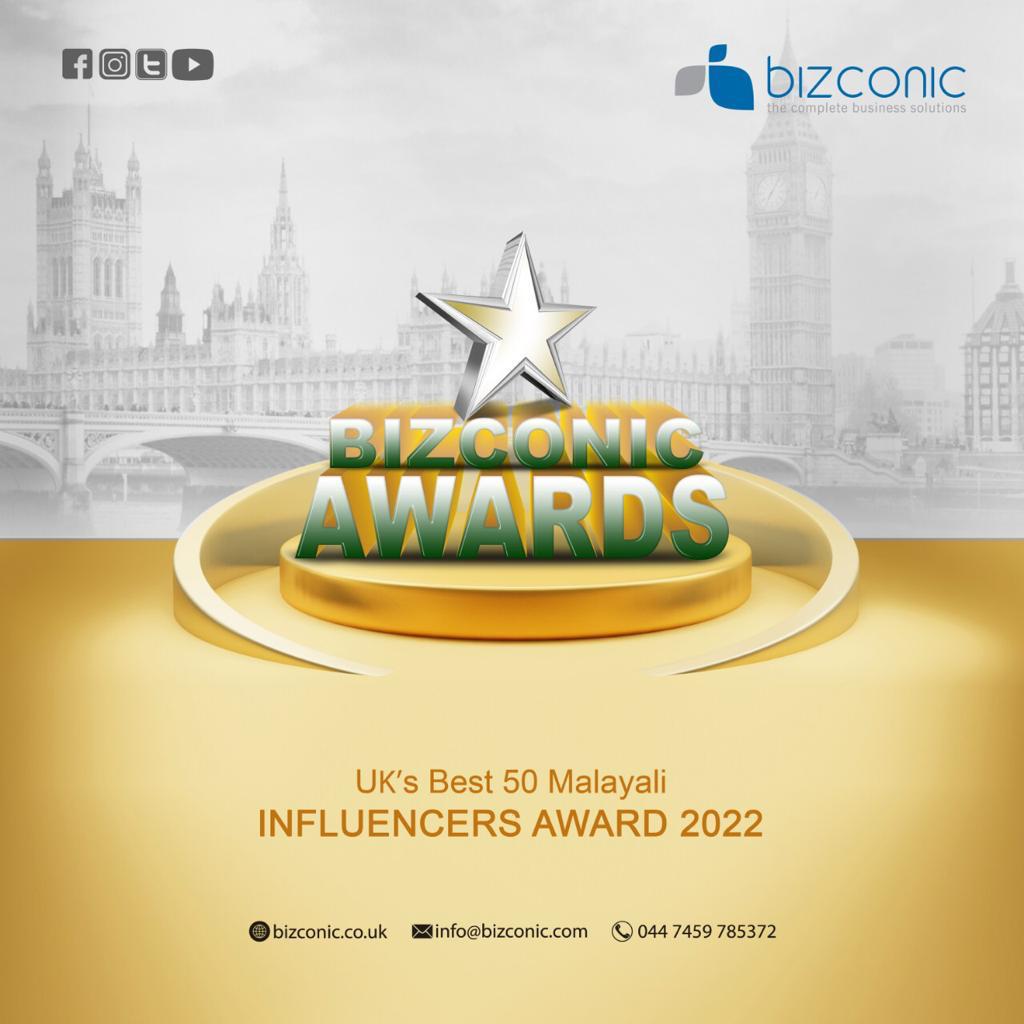 bizconic
the complete business solutions
BIZCONIC
AWARDS
UK's Best 50 Malayali
INFLUENCERS AWARD 2022
bizconic.co.uk info@bizconic.com 044 7459 785372